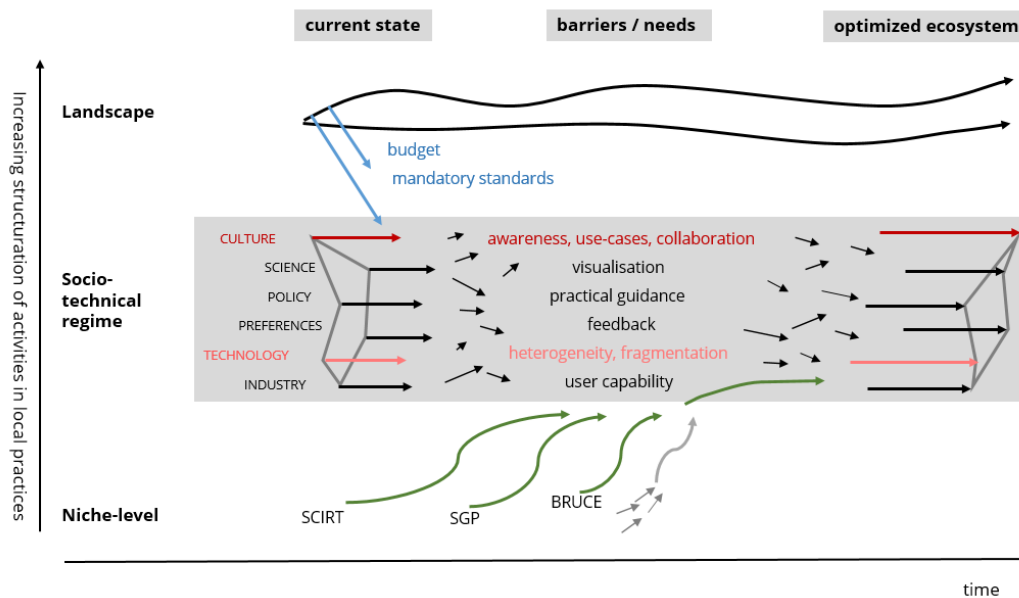 current state
barriers / needs
optimized ecosystem
Increasing structuration of activities in local practices
Landscape
budget
mandatory standards
Socio-
technical
regime
CULTURE
SCIENCE
POLICY
PREFERENCES
TECHNOLOGY
INDUSTRY
awareness, use-cases, collaboration
visualisation
practical guidance
feedback
heterogeneity, fragmentation
user capability
Niche-level
SCIRT
SGP
BRUCE
time